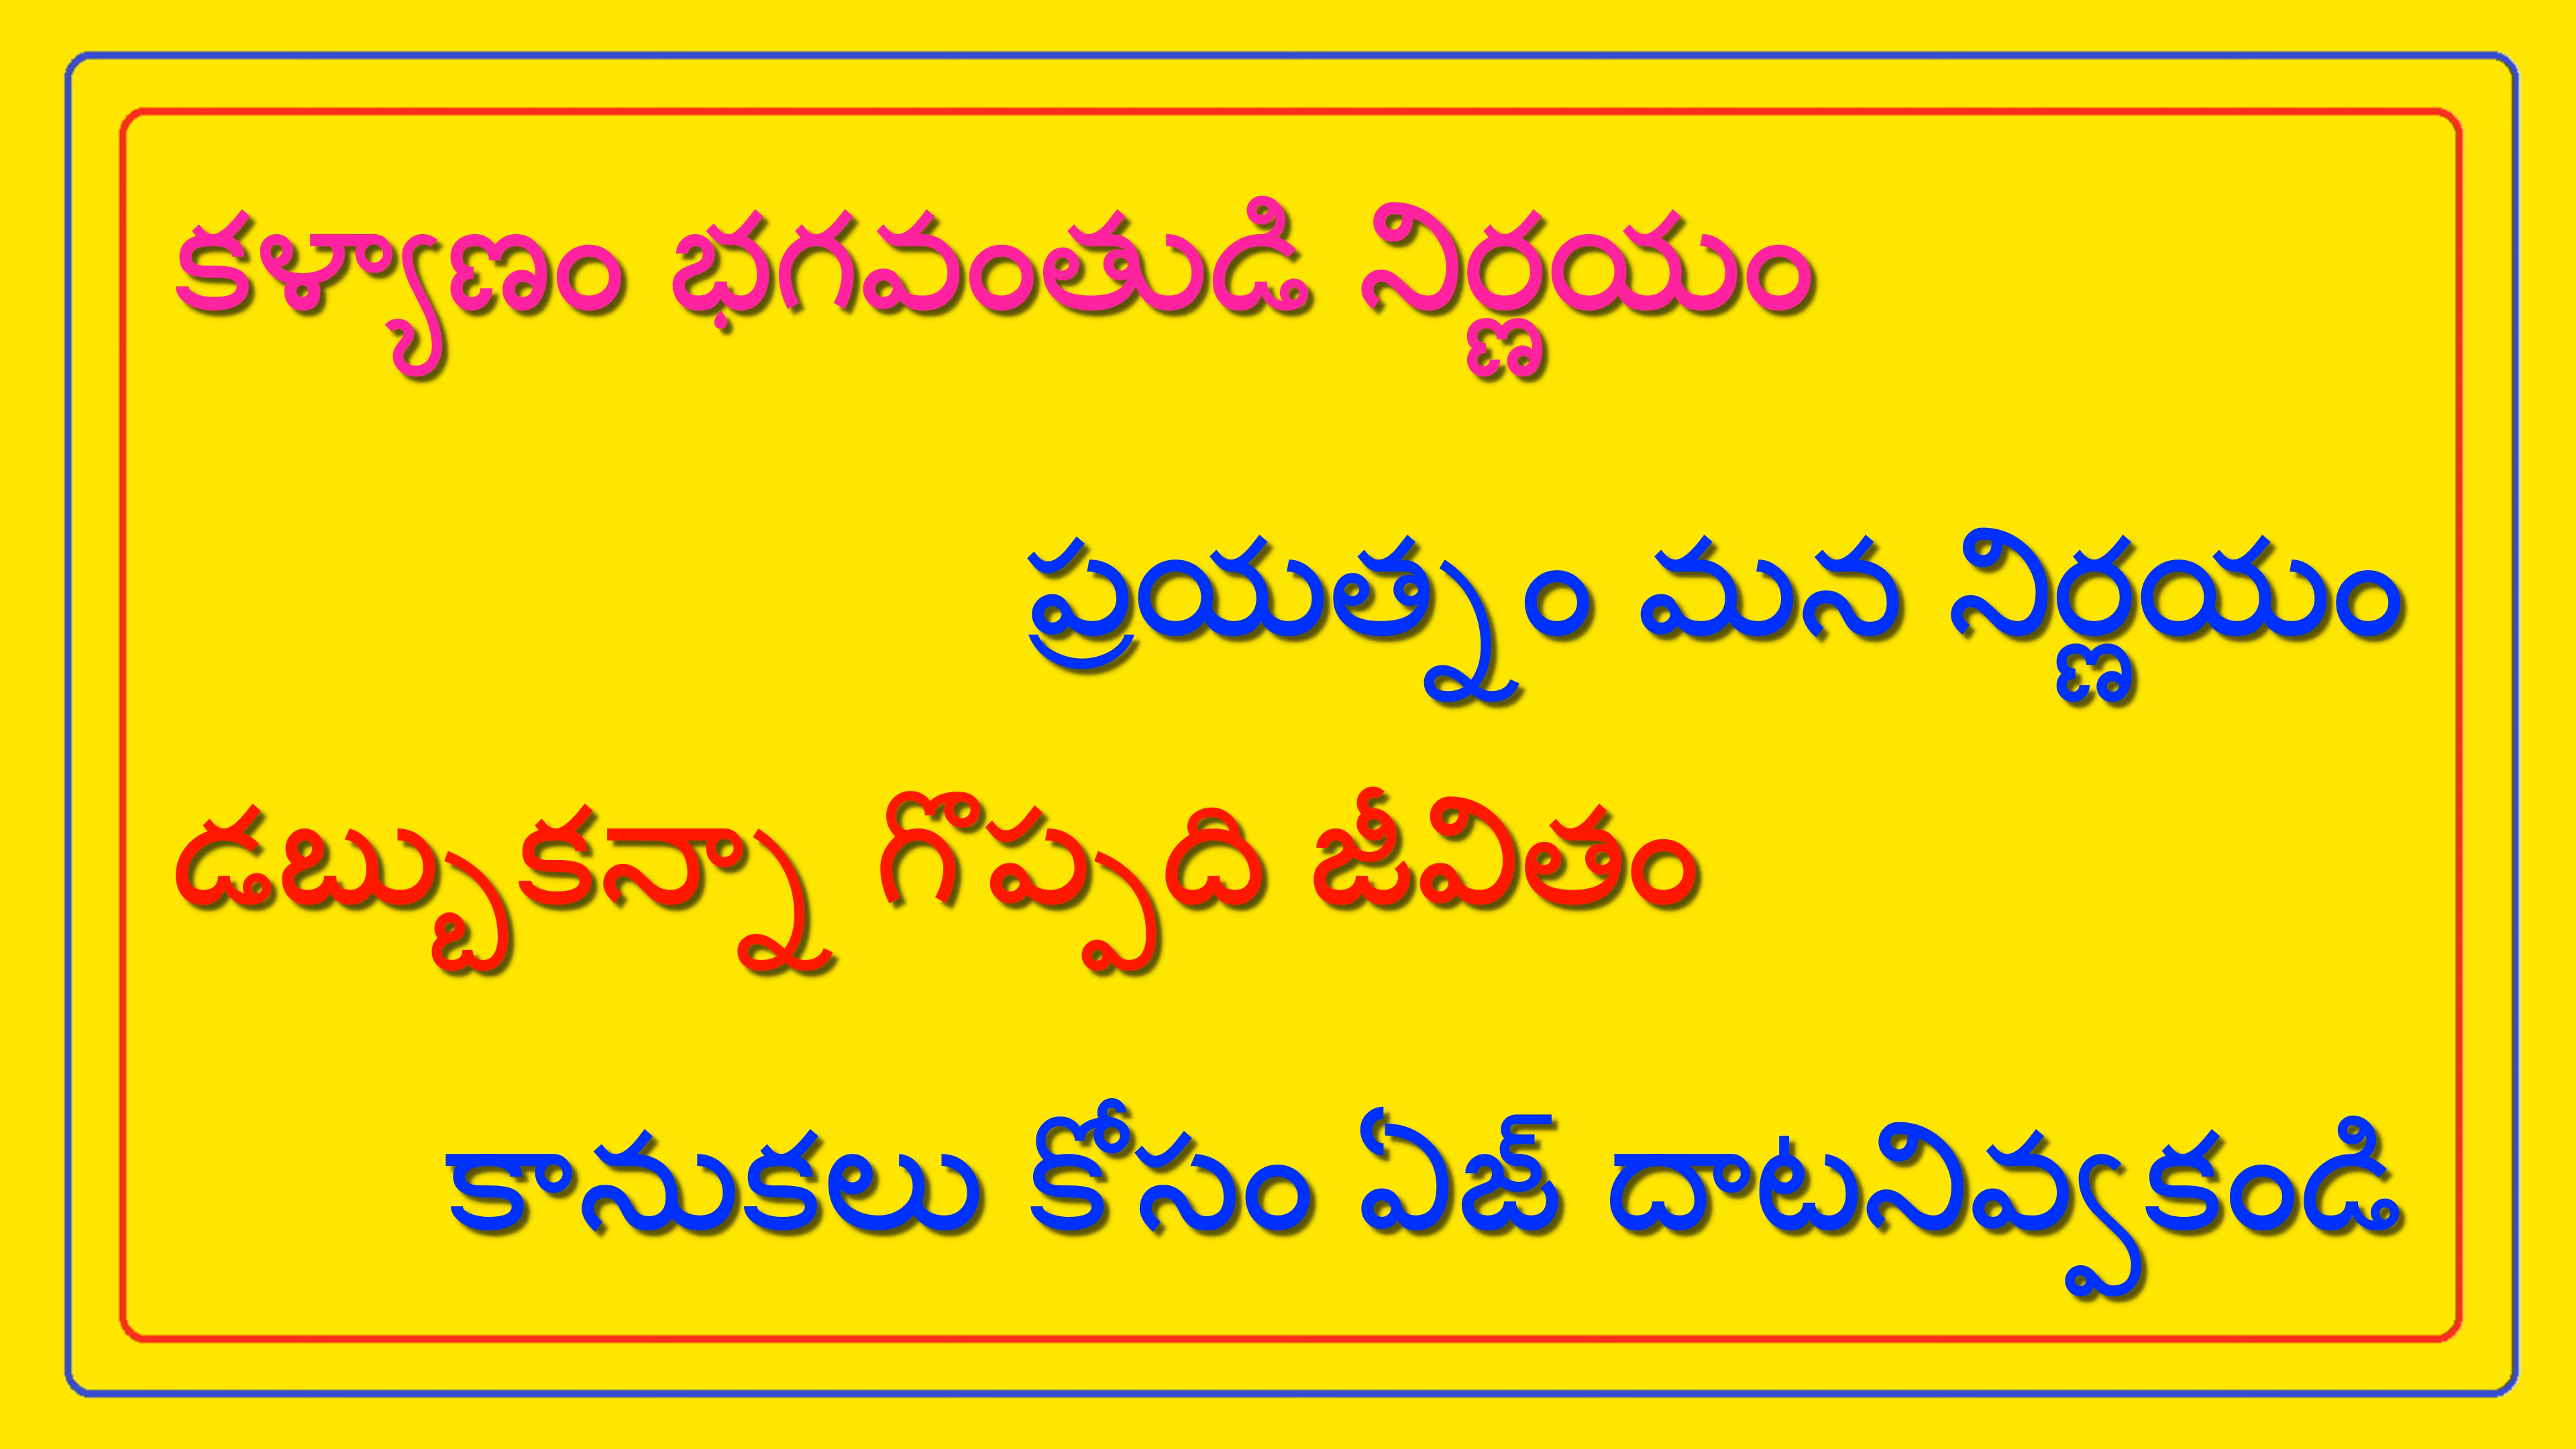 కళ్యాణం భగవంతుడి నిర్ణయం
ప్రయత్నం మన నిర్ణయం
డబ్బుకన్నా గొప్పది జీవితం
కానుకలు కోసం ఏజ్ దాటనివ్వకండి